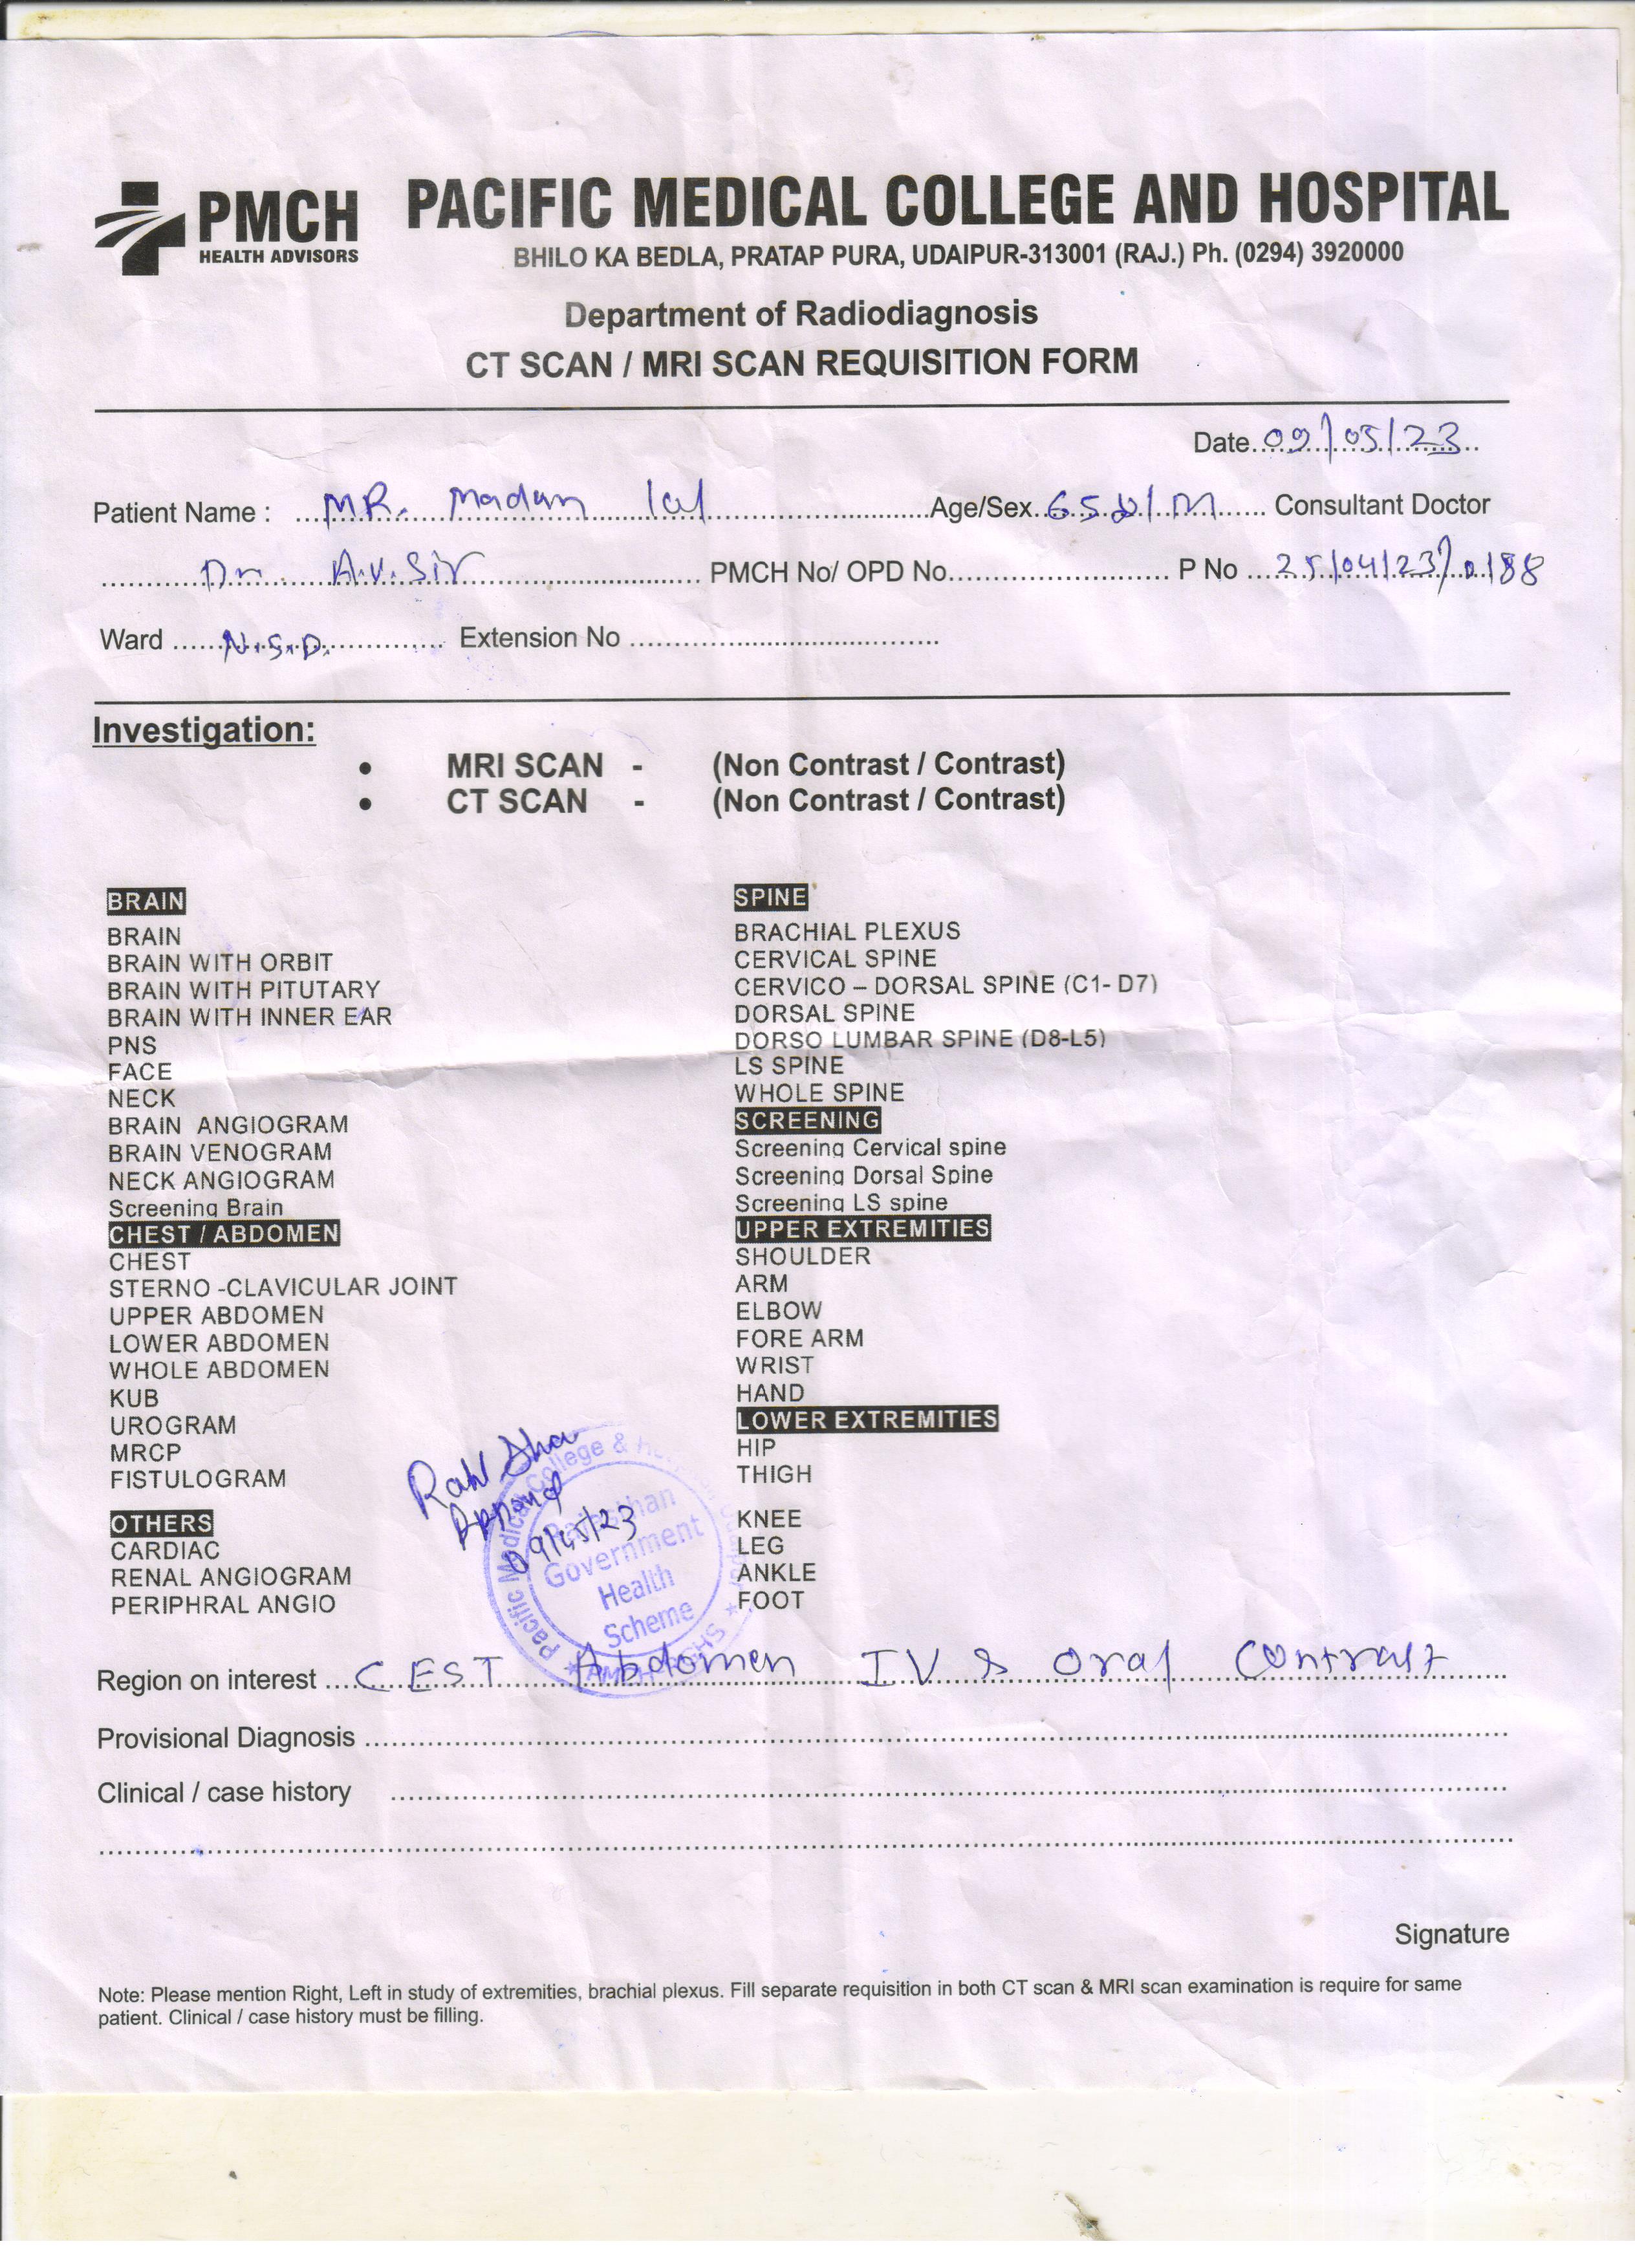 PMCH
HEALTH ADVISORS
PACIFIC MEDICAL COLLEGE AND HOSPITAL
BHILO KA BEDLA, PRATAP PURA, UDAIPUR-313001 (RAJ.) Ph. (0294) 3920000
Department of Radiodiagnosis
CT SCAN / MRI SCAN REQUISITION FORM
Date 09/05/23
Patient Name : MR. Madan lal Age/Sex 65 y/M Consultant Doctor
Dr. A.V. Sir PMCH No/ OPD No. P No 25/04/23/0188
Ward N.S.D. Extension No
Investigation:
• MRI SCAN - (Non Contrast / Contrast)
• CT SCAN - (Non Contrast / Contrast)
BRAIN
BRAIN
BRAIN WITH ORBIT
BRAIN WITH PITUTARY
BRAIN WITH INNER EAR
PNS
FACE
NECK
BRAIN ANGIOGRAM
BRAIN VENOGRAM
NECK ANGIOGRAM
Screening Brain
CHEST / ABDOMEN
CHEST
STERNO -CLAVICULAR JOINT
UPPER ABDOMEN
LOWER ABDOMEN
WHOLE ABDOMEN
KUB
UROGRAM
MRCP
FISTULOGRAM
OTHERS
CARDIAC
RENAL ANGIOGRAM
PERIPHRAL ANGIO
SPINE
BRACHIAL PLEXUS
CERVICAL SPINE
CERVICO – DORSAL SPINE (C1- D7)
DORSAL SPINE
DORSO LUMBAR SPINE (D8-L5)
LS SPINE
WHOLE SPINE
SCREENING
Screening Cervical spine
Screening Dorsal Spine
Screening LS spine
UPPER EXTREMITIES
SHOULDER
ARM
ELBOW
FORE ARM
WRIST
HAND
LOWER EXTREMITIES
HIP
THIGH
KNEE
LEG
ANKLE
FOOT
09/05/23
Pacific Medical College &
Rajasthan
Government
Health
Scheme
Region on interest CEST Abdomen IV & oral Contrast
Provisional Diagnosis
Clinical / case history
Signature
Note: Please mention Right, Left in study of extremities, brachial plexus. Fill separate requisition in both CT scan & MRI scan examination is require for same
patient. Clinical / case history must be filling.